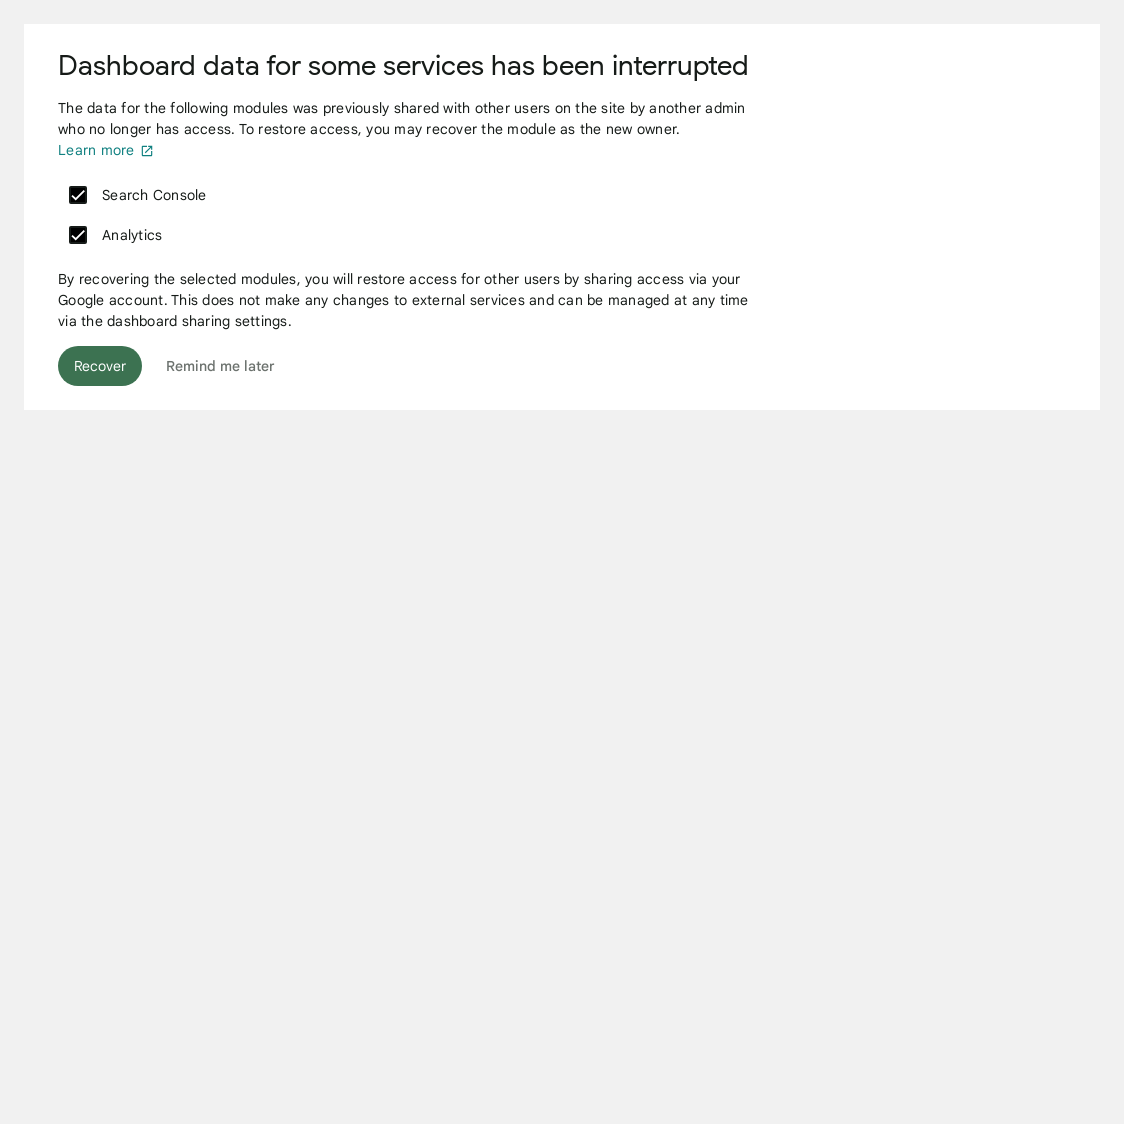 Dashboard data for some services has been interrupted
The data for the following modules was previously shared with other users on the site by another admin
who no longer has access. To restore access, you may recover the module as the new owner.
Learn more
Search Console
Analytics
By recovering the selected modules, you will restore access for other users by sharing access via your
Google account. This does not make any changes to external services and can be managed at any time
via the dashboard sharing settings.
Recover Remind me later